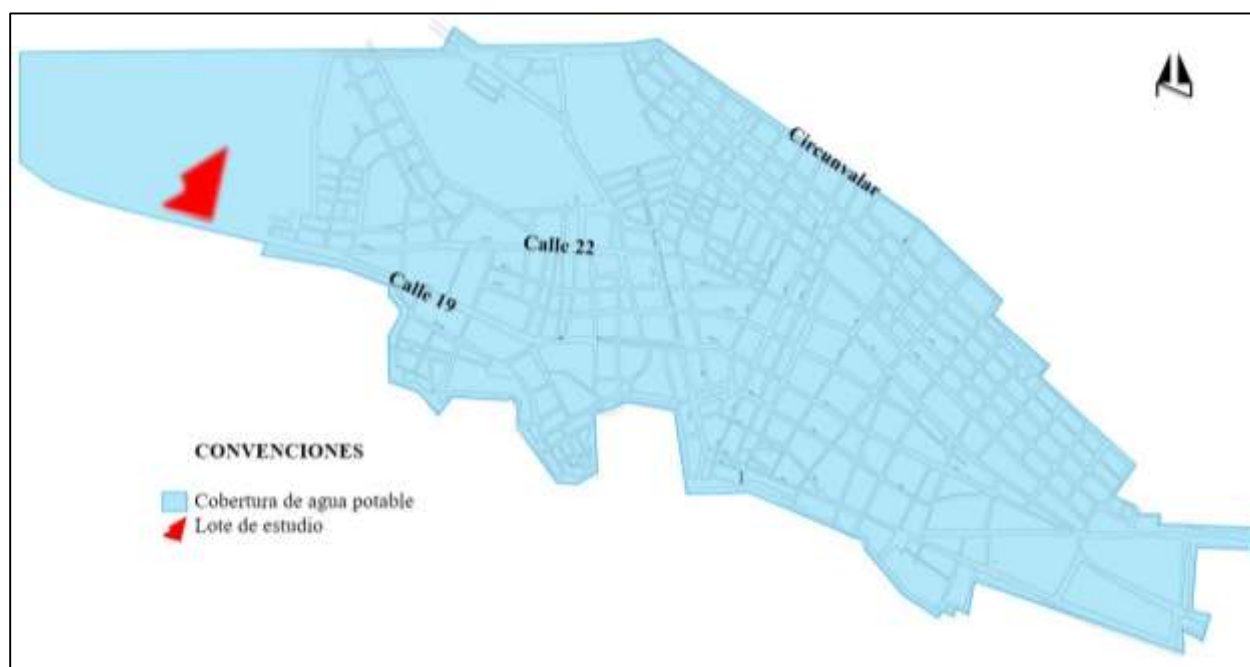 Circunvalar
Calle 22
Calle 19
CONVENCIONES
Cobertura de agua potable
Lote de estudio